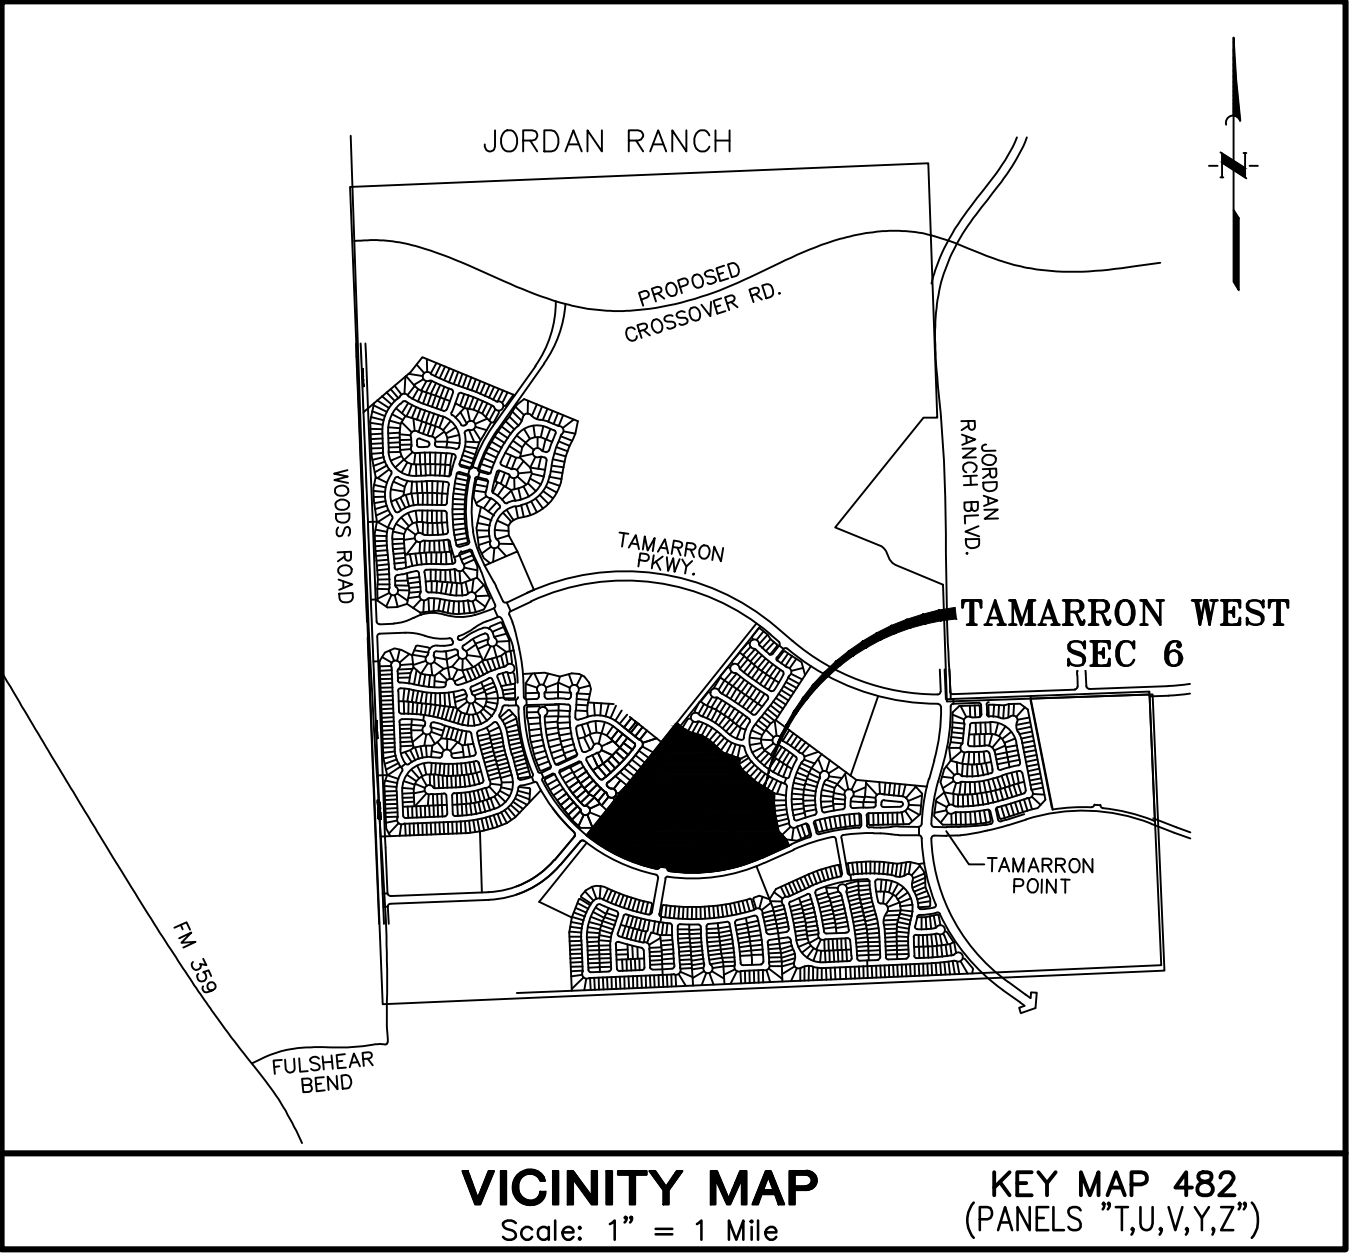 JORDAN RANCH
N
PROPOSED
CROSSOVER RD.
JORDAN
RANCH BLVD.
WOODS ROAD
TAMARRON
PKWY.
TAMARRON WEST
SEC 6
TAMARRON
POINT
FM 359
FULSHEAR
BEND
VICINITY MAP
Scale: 1" = 1 Mile
KEY MAP 482
(PANELS "T,U,V,Y,Z")